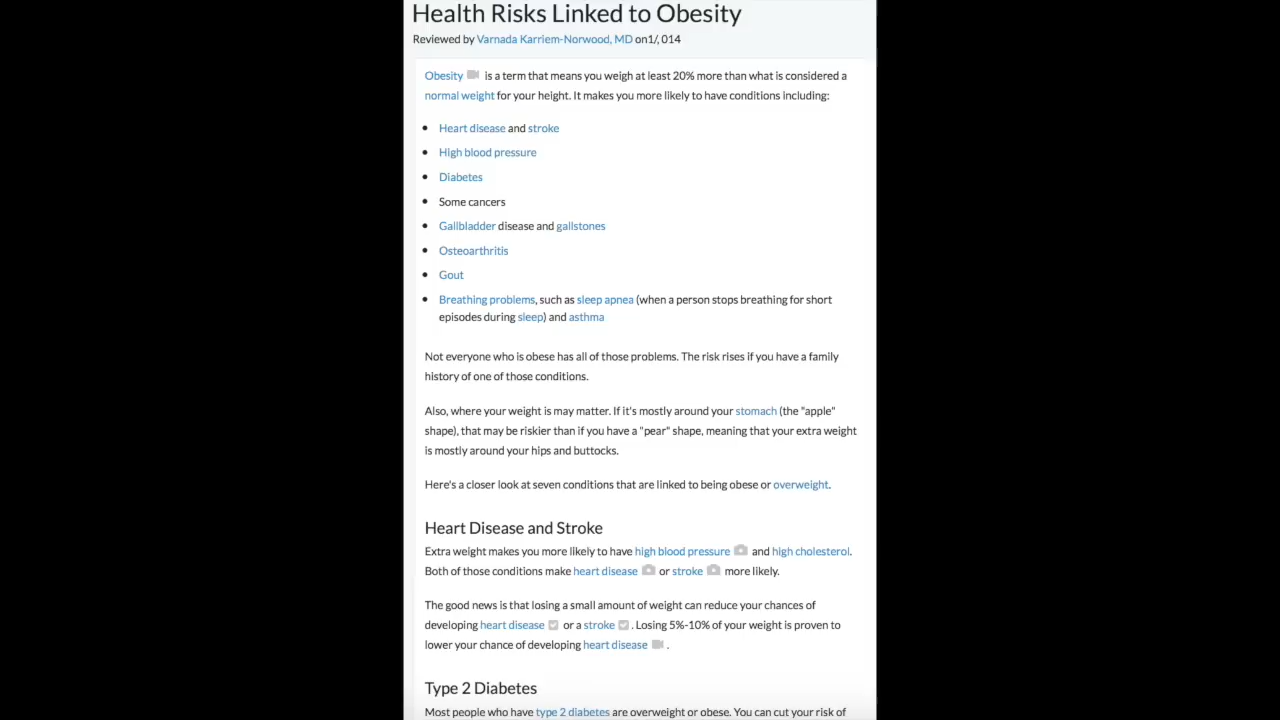 Health Risks Linked to Obesity
Reviewed by Varnada Karriem-Norwood, MD on1/, 014
Obesity is a term that means you weigh at least 20% more than what is considered a
normal weight for your height. It makes you more likely to have conditions including:
• Heart disease and stroke
• High blood pressure
• Diabetes
• Some cancers
• Gallbladder disease and gallstones
• Osteoarthritis
• Gout
• Breathing problems, such as sleep apnea (when a person stops breathing for short
episodes during sleep) and asthma
Not everyone who is obese has all of those problems. The risk rises if you have a family
history of one of those conditions.
Also, where your weight is may matter. If it's mostly around your stomach (the "apple"
shape), that may be riskier than if you have a "pear" shape, meaning that your extra weight
is mostly around your hips and buttocks.
Here's a closer look at seven conditions that are linked to being obese or overweight.
Heart Disease and Stroke
Extra weight makes you more likely to have high blood pressure and high cholesterol.
Both of those conditions make heart disease or stroke more likely.
The good news is that losing a small amount of weight can reduce your chances of
developing heart disease or a stroke . Losing 5%-10% of your weight is proven to
lower your chance of developing heart disease .
Type 2 Diabetes
Most people who have type 2 diabetes are overweight or obese. You can cut your risk of